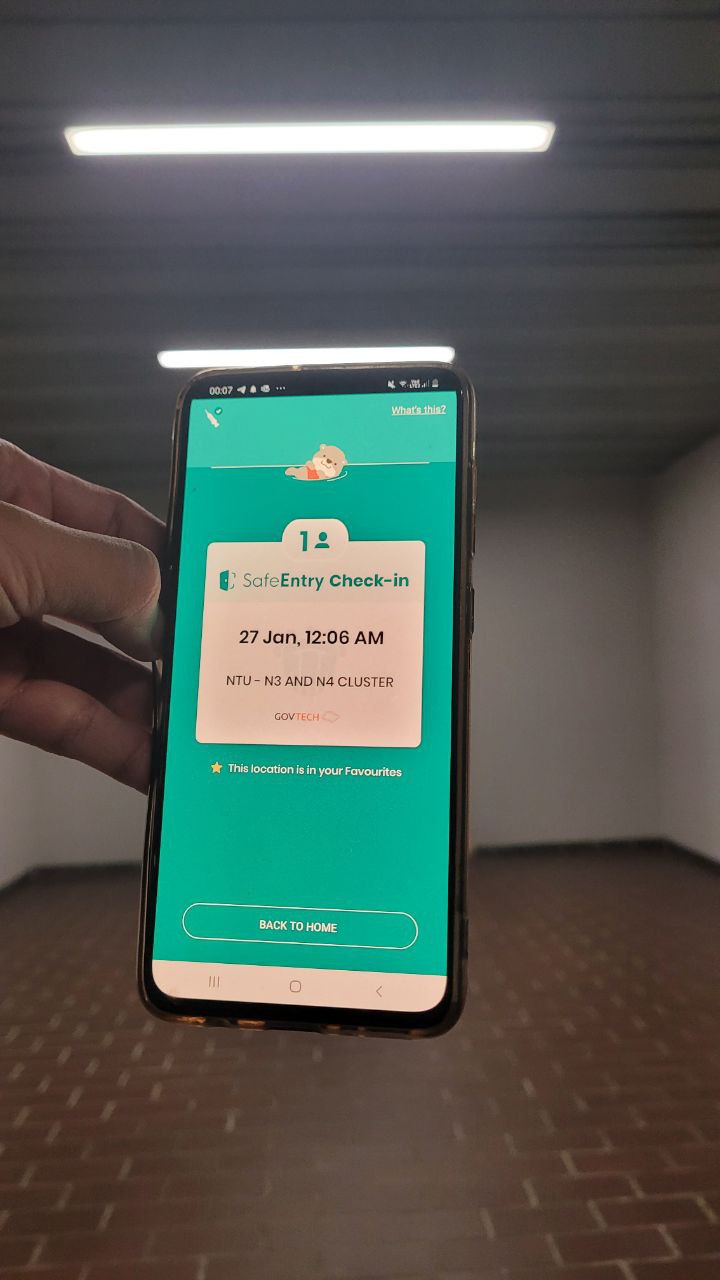 00:07
What's this?
1
SafeEntry Check-in
27 Jan, 12:06 AM
NTU - N3 AND N4 CLUSTER
GOVTECH
This location is in your Favourites
BACK TO HOME